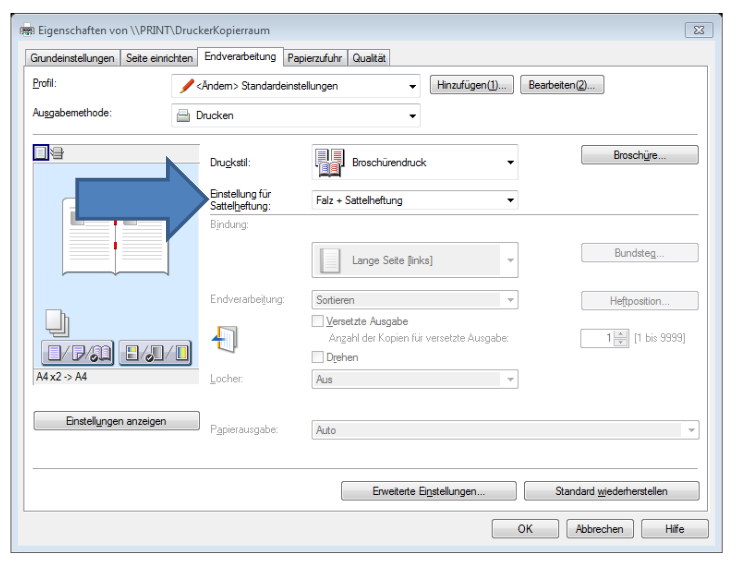 Eigenschaften von \\PRINT\DruckerKopierraum
Grundeinstellungen Seite einrichten Endverarbeitung Papierzufuhr Qualität
Profil: <Ändern> Standardeinstellungen Hinzufügen(1)... Bearbeiten(2)...
Ausgabemethode: Drucken
Druckstil: Broschürendruck Broschüre...
Einstellung für
Sattelheftung: Falz + Sattelheftung
Bindung:
Lange Seite [links] Bundsteg...
Endverarbeitung: Sortieren Heftposition...
Versetzte Ausgabe
Anzahl der Kopien für versetzte Ausgabe: 1 [1 bis 9999]
Drehen
A4 x2 -> A4
Locher: Aus
Einstellungen anzeigen
Papierausgabe: Auto
Erweiterte Einstellungen... Standard wiederherstellen
OK Abbrechen Hilfe